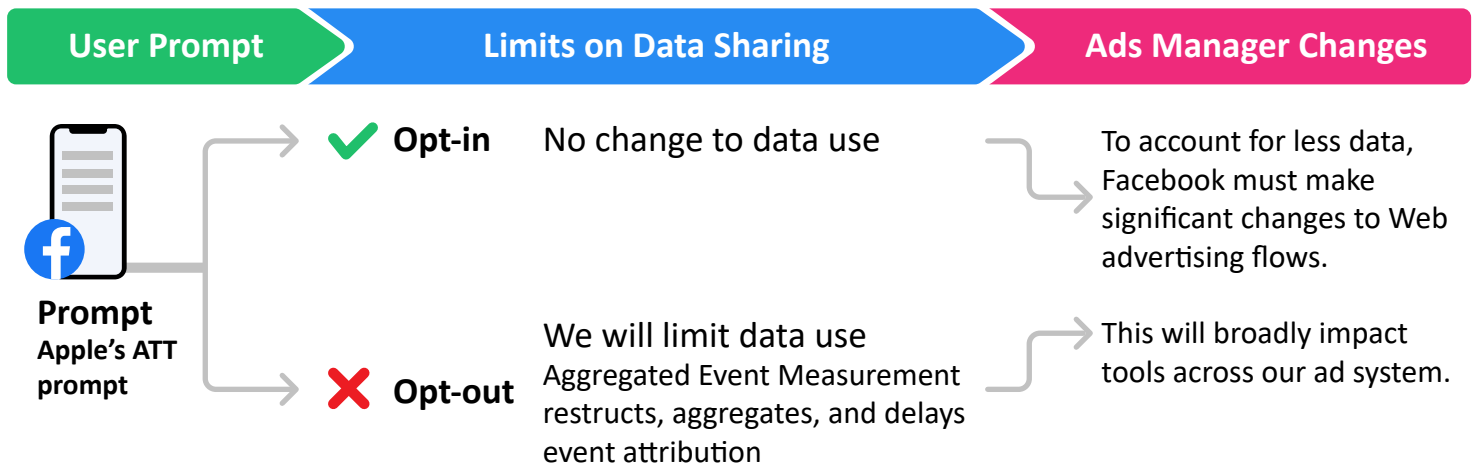 User Prompt
Limits on Data Sharing
Ads Manager Changes
Prompt
Apple's ATT
prompt
Opt-in
No change to data use
To account for less data,
Facebook must make
significant changes to Web
advertising flows.
Opt-out
We will limit data use
Aggregated Event Measurement
restructs, aggregates, and delays
event attribution
This will broadly impact
tools across our ad system.